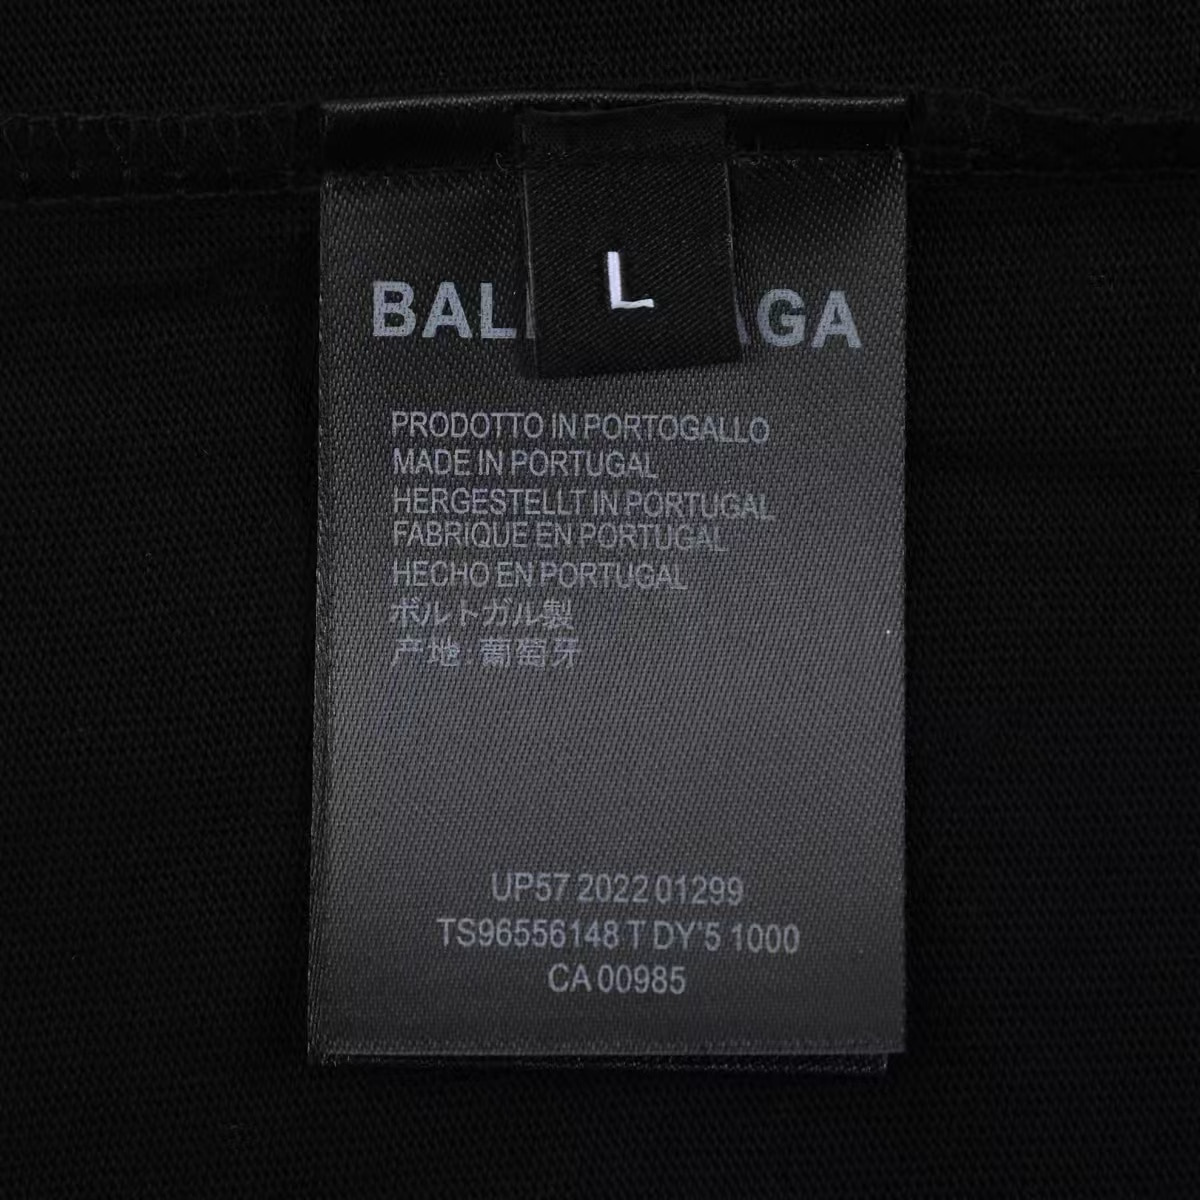 L
BAL AGA
PRODOTTO IN PORTOGALLO
MADE IN PORTUGAL
HERGESTELLT IN PORTUGAL
FABRIQUE EN PORTUGAL
HECHO EN PORTUGAL
ボルトガル製
产地:葡萄牙
UP57 2022 01299
TS96556148 T DY'5 1000
CA 00985